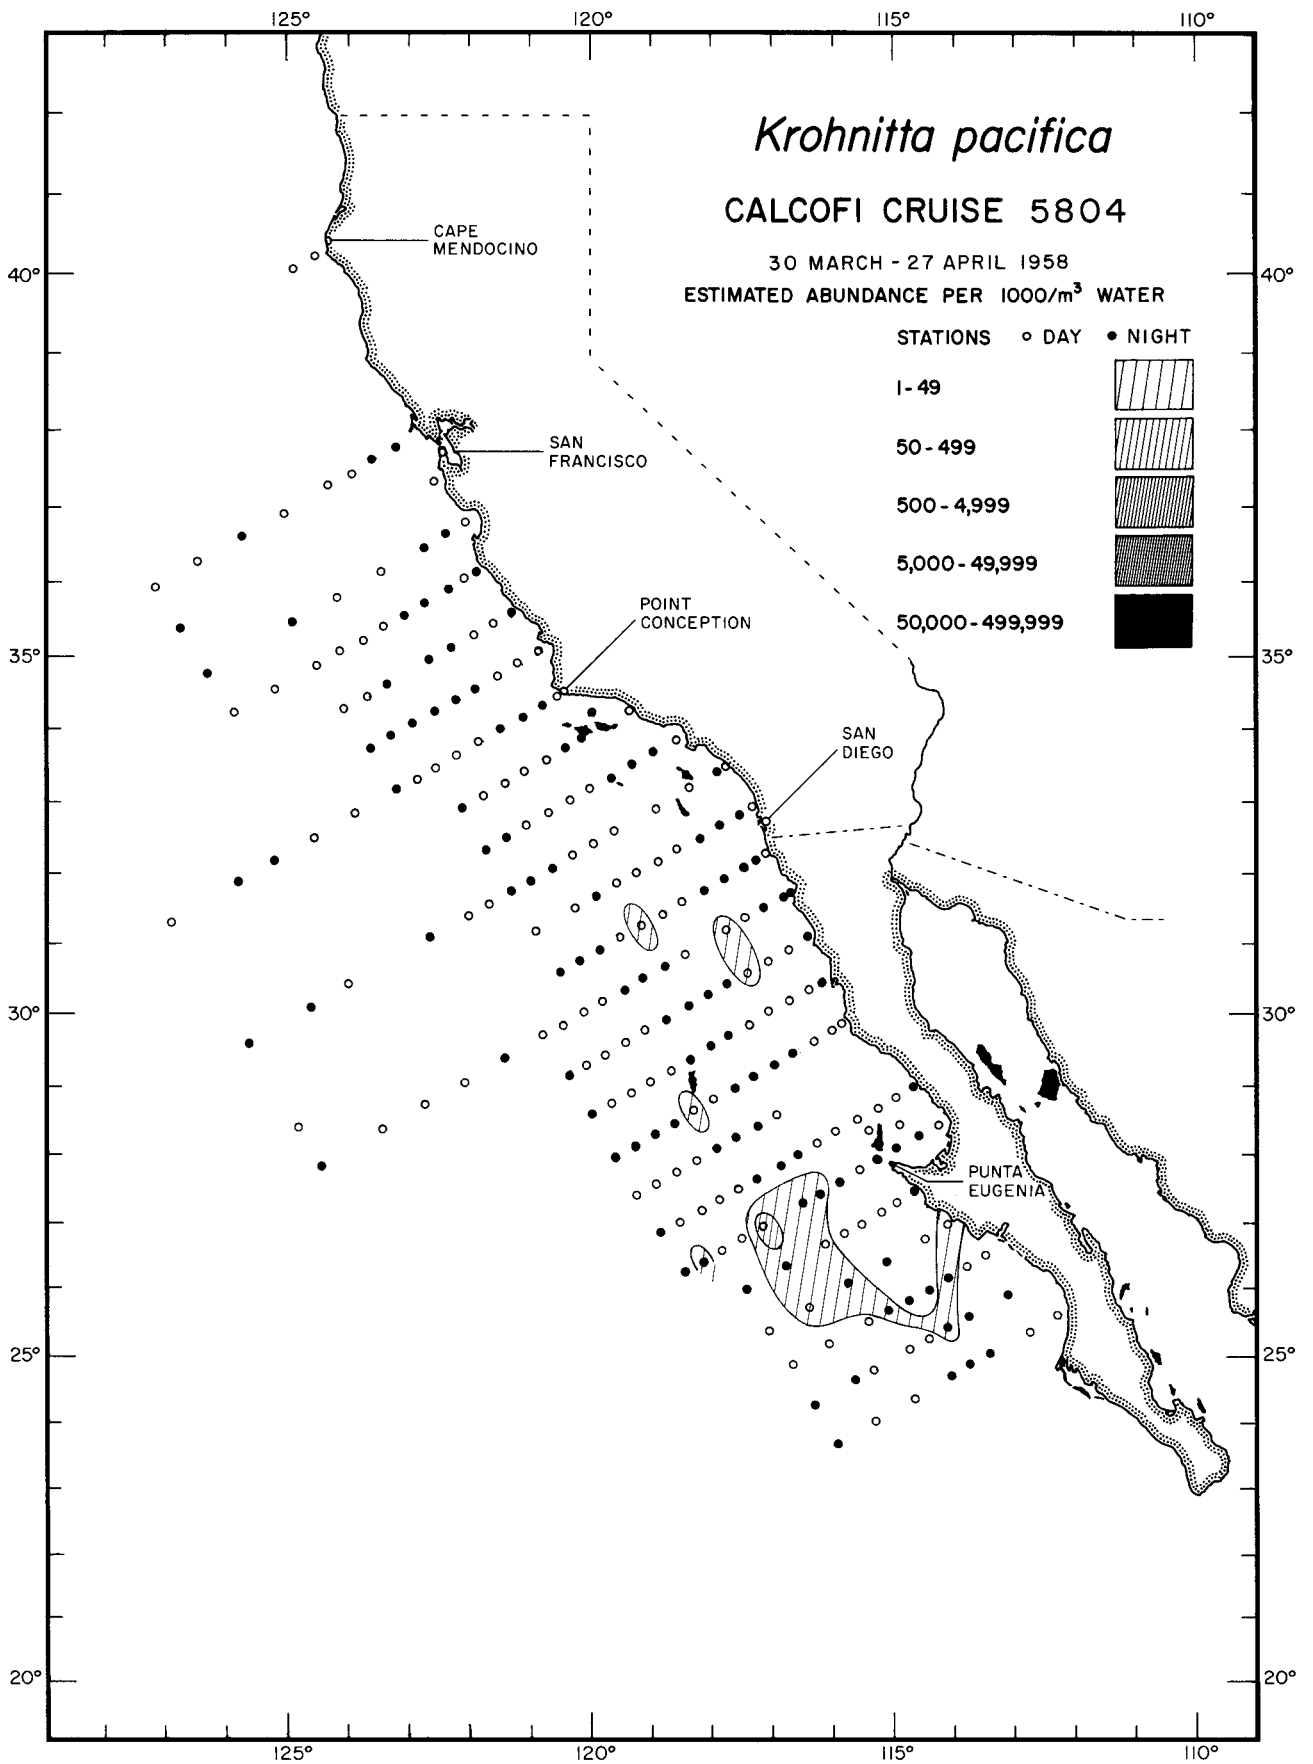 125° 120° 115° 110°
Krohnitta pacifica
CALCOFI CRUISE 5804
30 MARCH - 27 APRIL 1958
ESTIMATED ABUNDANCE PER 1000/m³ WATER
STATIONS ○ DAY ● NIGHT
1-49
50-499
500-4,999
5,000-49,999
50,000-499,999
CAPE
MENDOCINO
40° 40°
SAN
FRANCISCO
POINT
CONCEPTION
35° 35°
SAN
DIEGO
30° 30°
PUNTA
EUGENIA
25° 25°
20° 20°
125° 120° 115° 110°